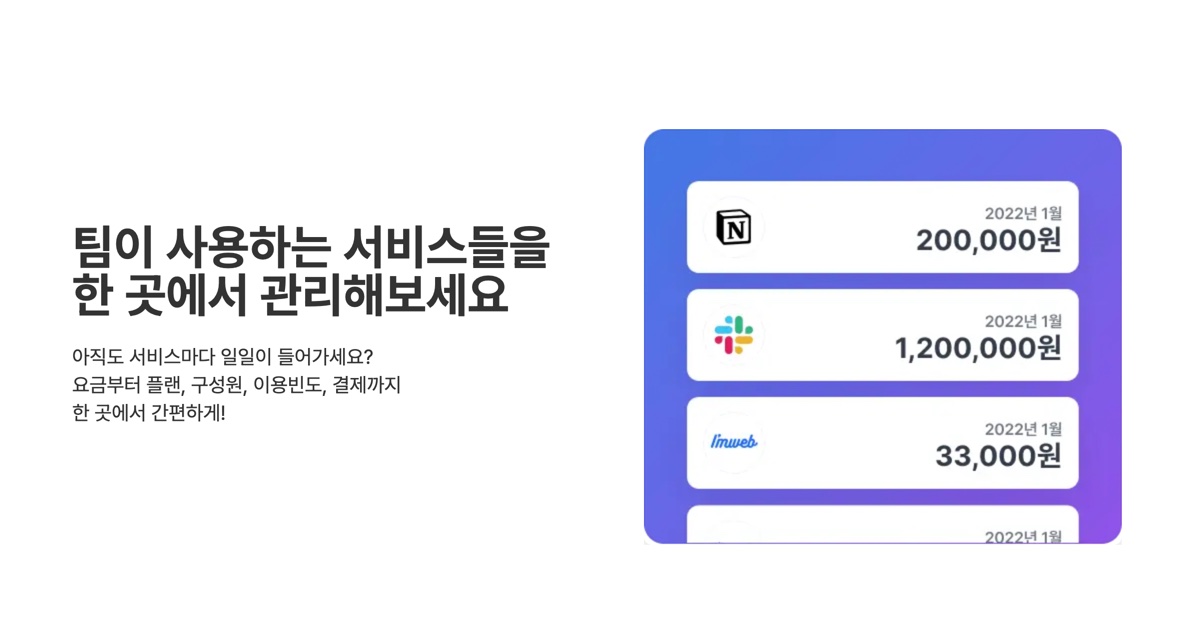 팀이 사용하는 서비스들을
한 곳에서 관리해보세요
아직도 서비스마다 일일이 들어가세요?
요금부터 플랜, 구성원, 이용빈도, 결제까지
한 곳에서 간편하게!
N
2022년 1월
200,000원
2022년 1월
1,200,000원
I'mweb
2022년 1월
33,000원
2022년 1월